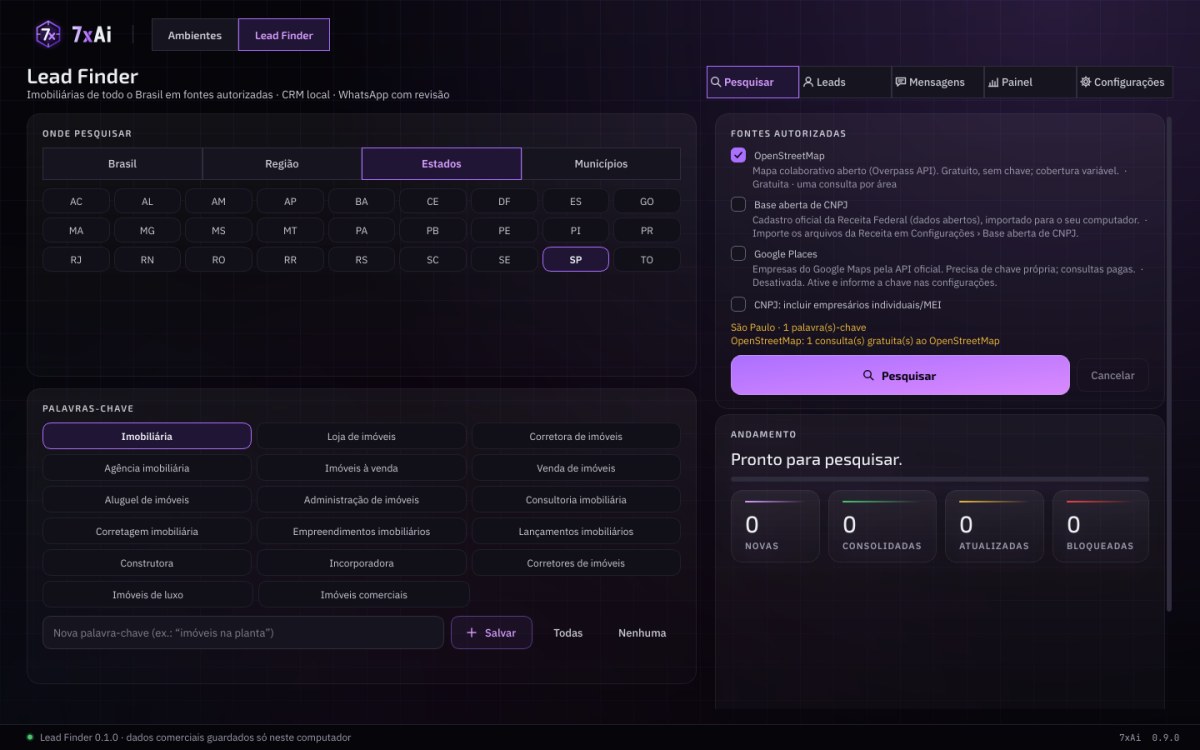 7x 7xAi
Ambientes
Lead Finder
Lead Finder
Imobiliárias de todo o Brasil em fontes autorizadas · CRM local · WhatsApp com revisão
Pesquisar
Leads
Mensagens
Painel
Configurações
ONDE PESQUISAR
Brasil
Região
Estados
Municípios
AC AL AM AP BA CE DF ES GO
MA MG MS MT PA PB PE PI PR
RJ RN RO RR RS SC SE SP TO
PALAVRAS-CHAVE
Imobiliária
Loja de imóveis
Corretora de imóveis
Agência imobiliária
Imóveis à venda
Venda de imóveis
Aluguel de imóveis
Administração de imóveis
Consultoria imobiliária
Corretagem imobiliária
Empreendimentos imobiliários
Lançamentos imobiliários
Construtora
Incorporadora
Corretores de imóveis
Imóveis de luxo
Imóveis comerciais
Nova palavra-chave (ex.: “imóveis na planta”)
+ Salvar
Todas
Nenhuma
FONTES AUTORIZADAS
OpenStreetMap
Mapa colaborativo aberto (Overpass API). Gratuito, sem chave; cobertura variável. ·
Gratuita · uma consulta por área
Base aberta de CNPJ
Cadastro oficial da Receita Federal (dados abertos), importado para o seu computador. ·
Importe os arquivos da Receita em Configurações › Base aberta de CNPJ.
Google Places
Empresas do Google Maps pela API oficial. Precisa de chave própria; consultas pagas. ·
Desativada. Ative e informe a chave nas configurações.
CNPJ: incluir empresários individuais/MEI
São Paulo · 1 palavra(s)-chave
OpenStreetMap: 1 consulta(s) gratuita(s) ao OpenStreetMap
Pesquisar
Cancelar
ANDAMENTO
Pronto para pesquisar.
0 0 0 0
NOVAS CONSOLIDADAS ATUALIZADAS BLOQUEADAS
Lead Finder 0.1.0 · dados comerciais guardados só neste computador
7xAi 0.9.0